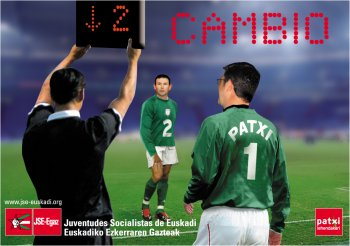 ↓2
CAMBIO
2
PATXI
1
www.jse-euskadi.org
JSE-Egaz
Juventudes Socialistas de Euskadi
Euskadiko Ezkerraren Gazteak
patxi
lehendakari